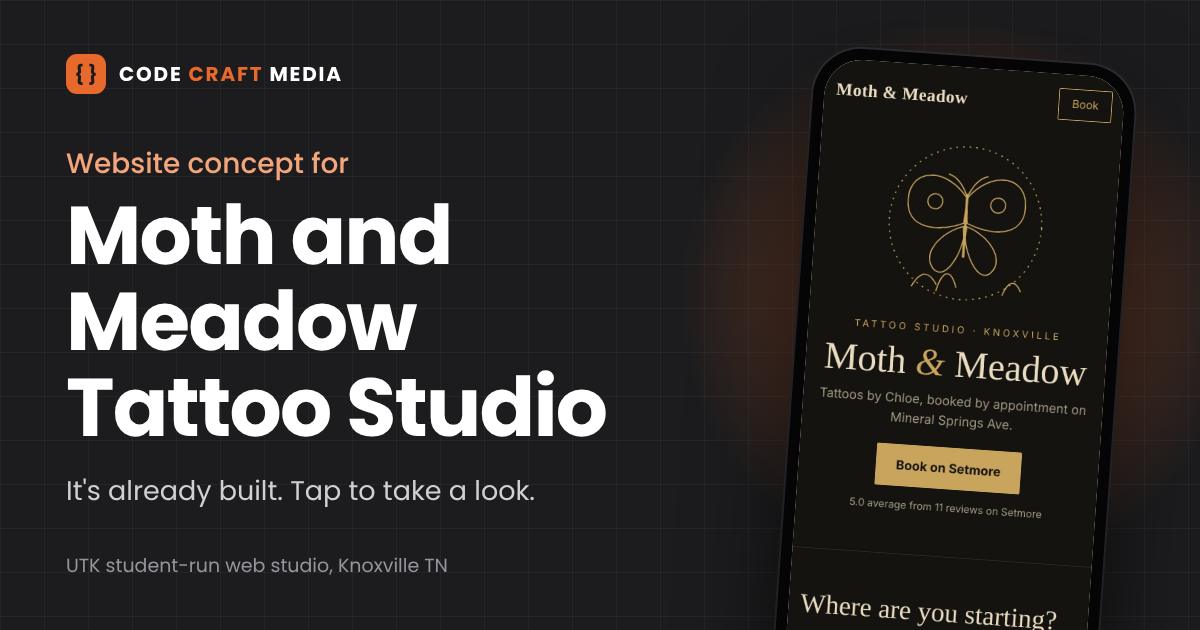 { } CODE CRAFT MEDIA
Website concept for
Moth and
Meadow
Tattoo Studio
It's already built. Tap to take a look.
UTK student-run web studio, Knoxville TN
Moth & Meadow
Book
TATTOO STUDIO · KNOXVILLE
Moth & Meadow
Tattoos by Chloe, booked by appointment on
Mineral Springs Ave.
Book on Setmore
5.0 average from 11 reviews on Setmore
Where are you starting?